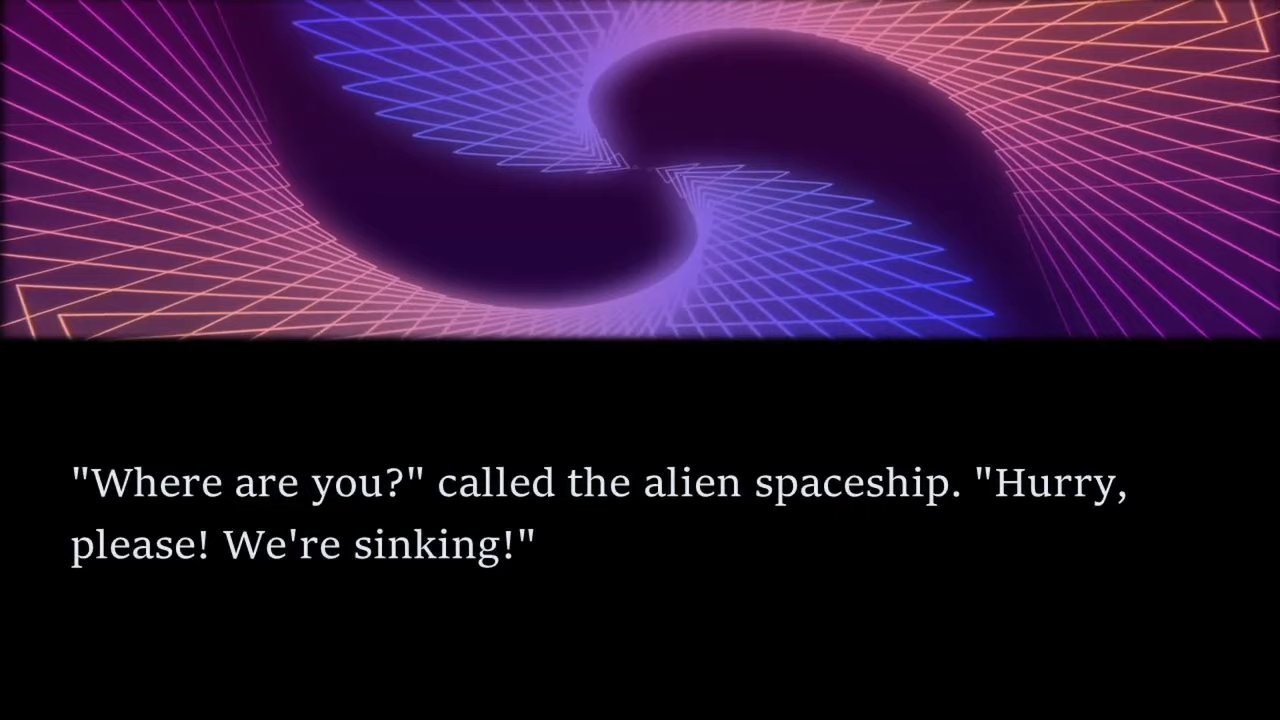 "Where are you?" called the alien spaceship. "Hurry,
please! We're sinking!"